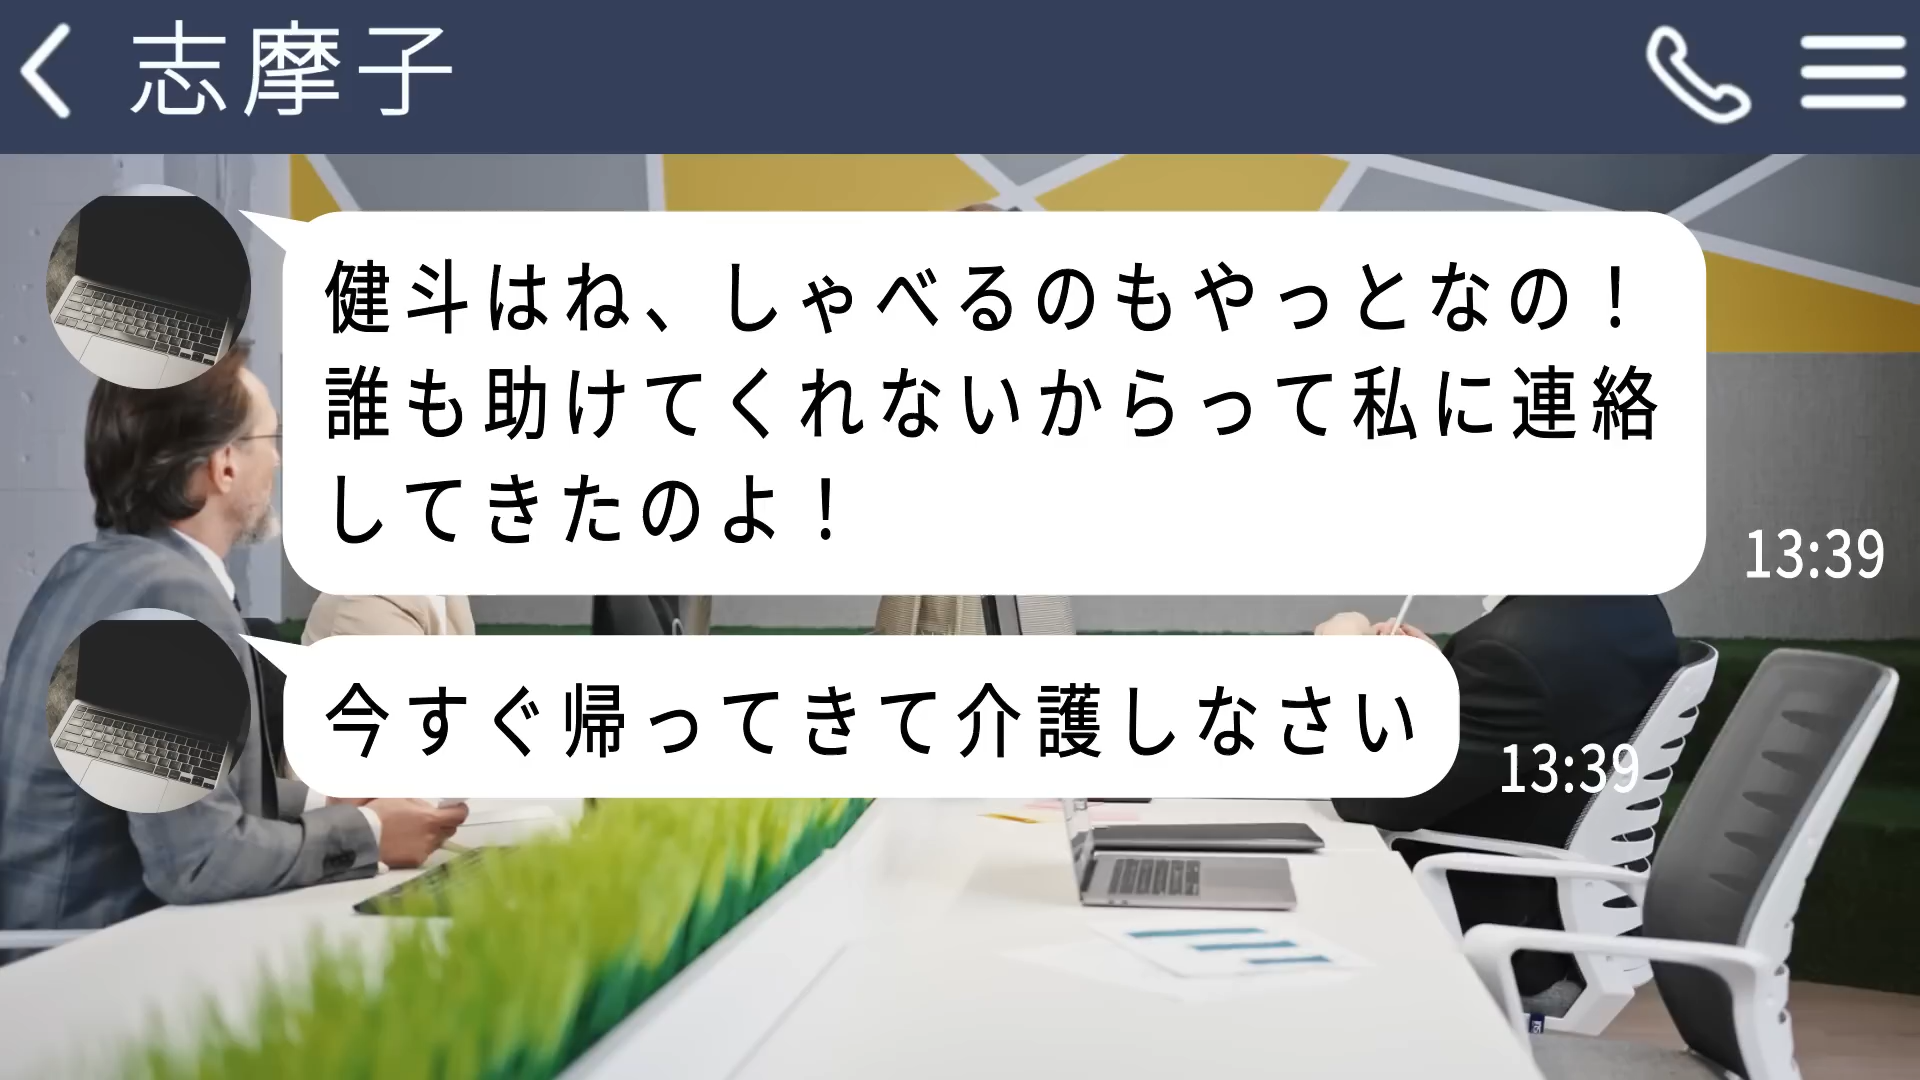 志摩子
健斗はね、しゃべるのもやっとなの！
誰も助けてくれないからって私に連絡
してきたのよ！
13:39
今すぐ帰ってきて介護しなさい
13:39